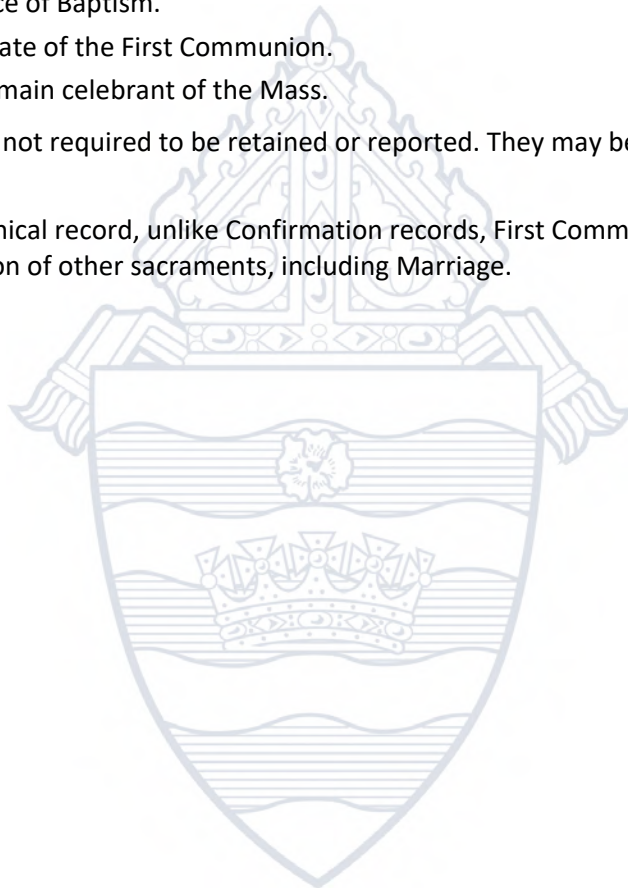 ce of Baptism.
ate of the First Communion.
main celebrant of the Mass.
not required to be retained or reported. They may be
nical record, unlike Confirmation records, First Comm
on of other sacraments, including Marriage.